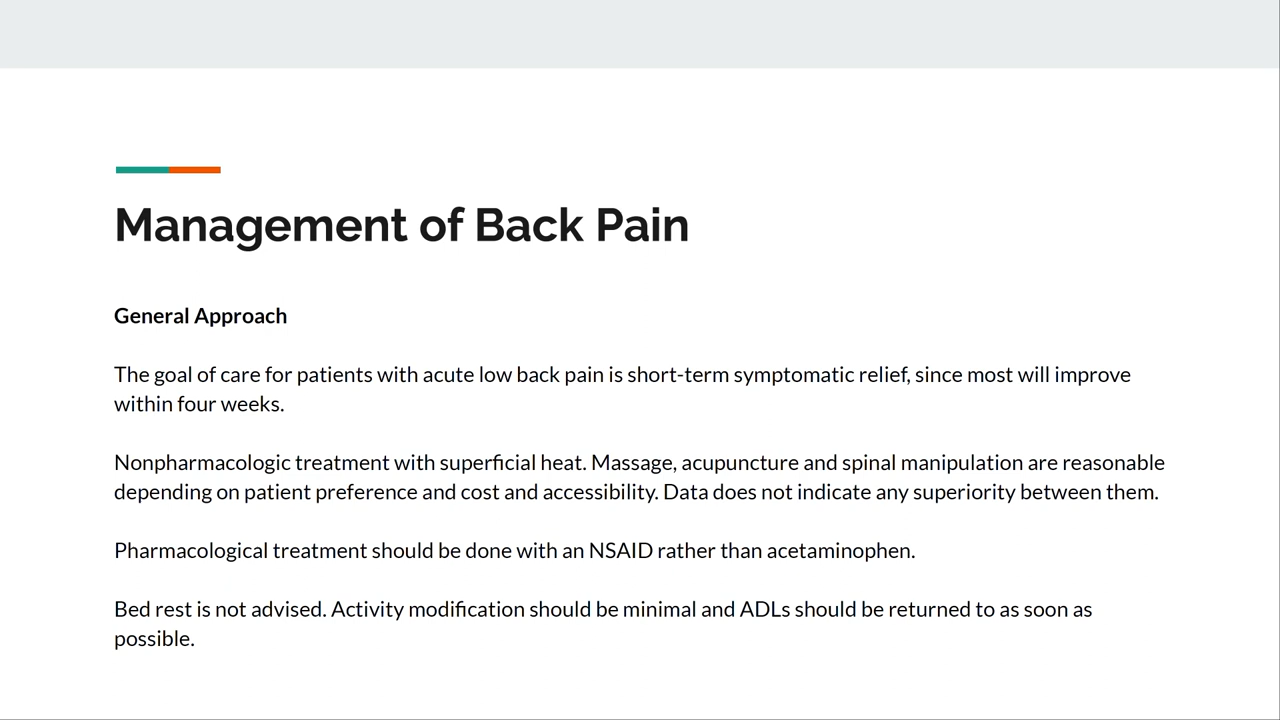 Management of Back Pain
General Approach
The goal of care for patients with acute low back pain is short-term symptomatic relief, since most will improve
within four weeks.
Nonpharmacologic treatment with superficial heat. Massage, acupuncture and spinal manipulation are reasonable
depending on patient preference and cost and accessibility. Data does not indicate any superiority between them.
Pharmacological treatment should be done with an NSAID rather than acetaminophen.
Bed rest is not advised. Activity modification should be minimal and ADLs should be returned to as soon as
possible.